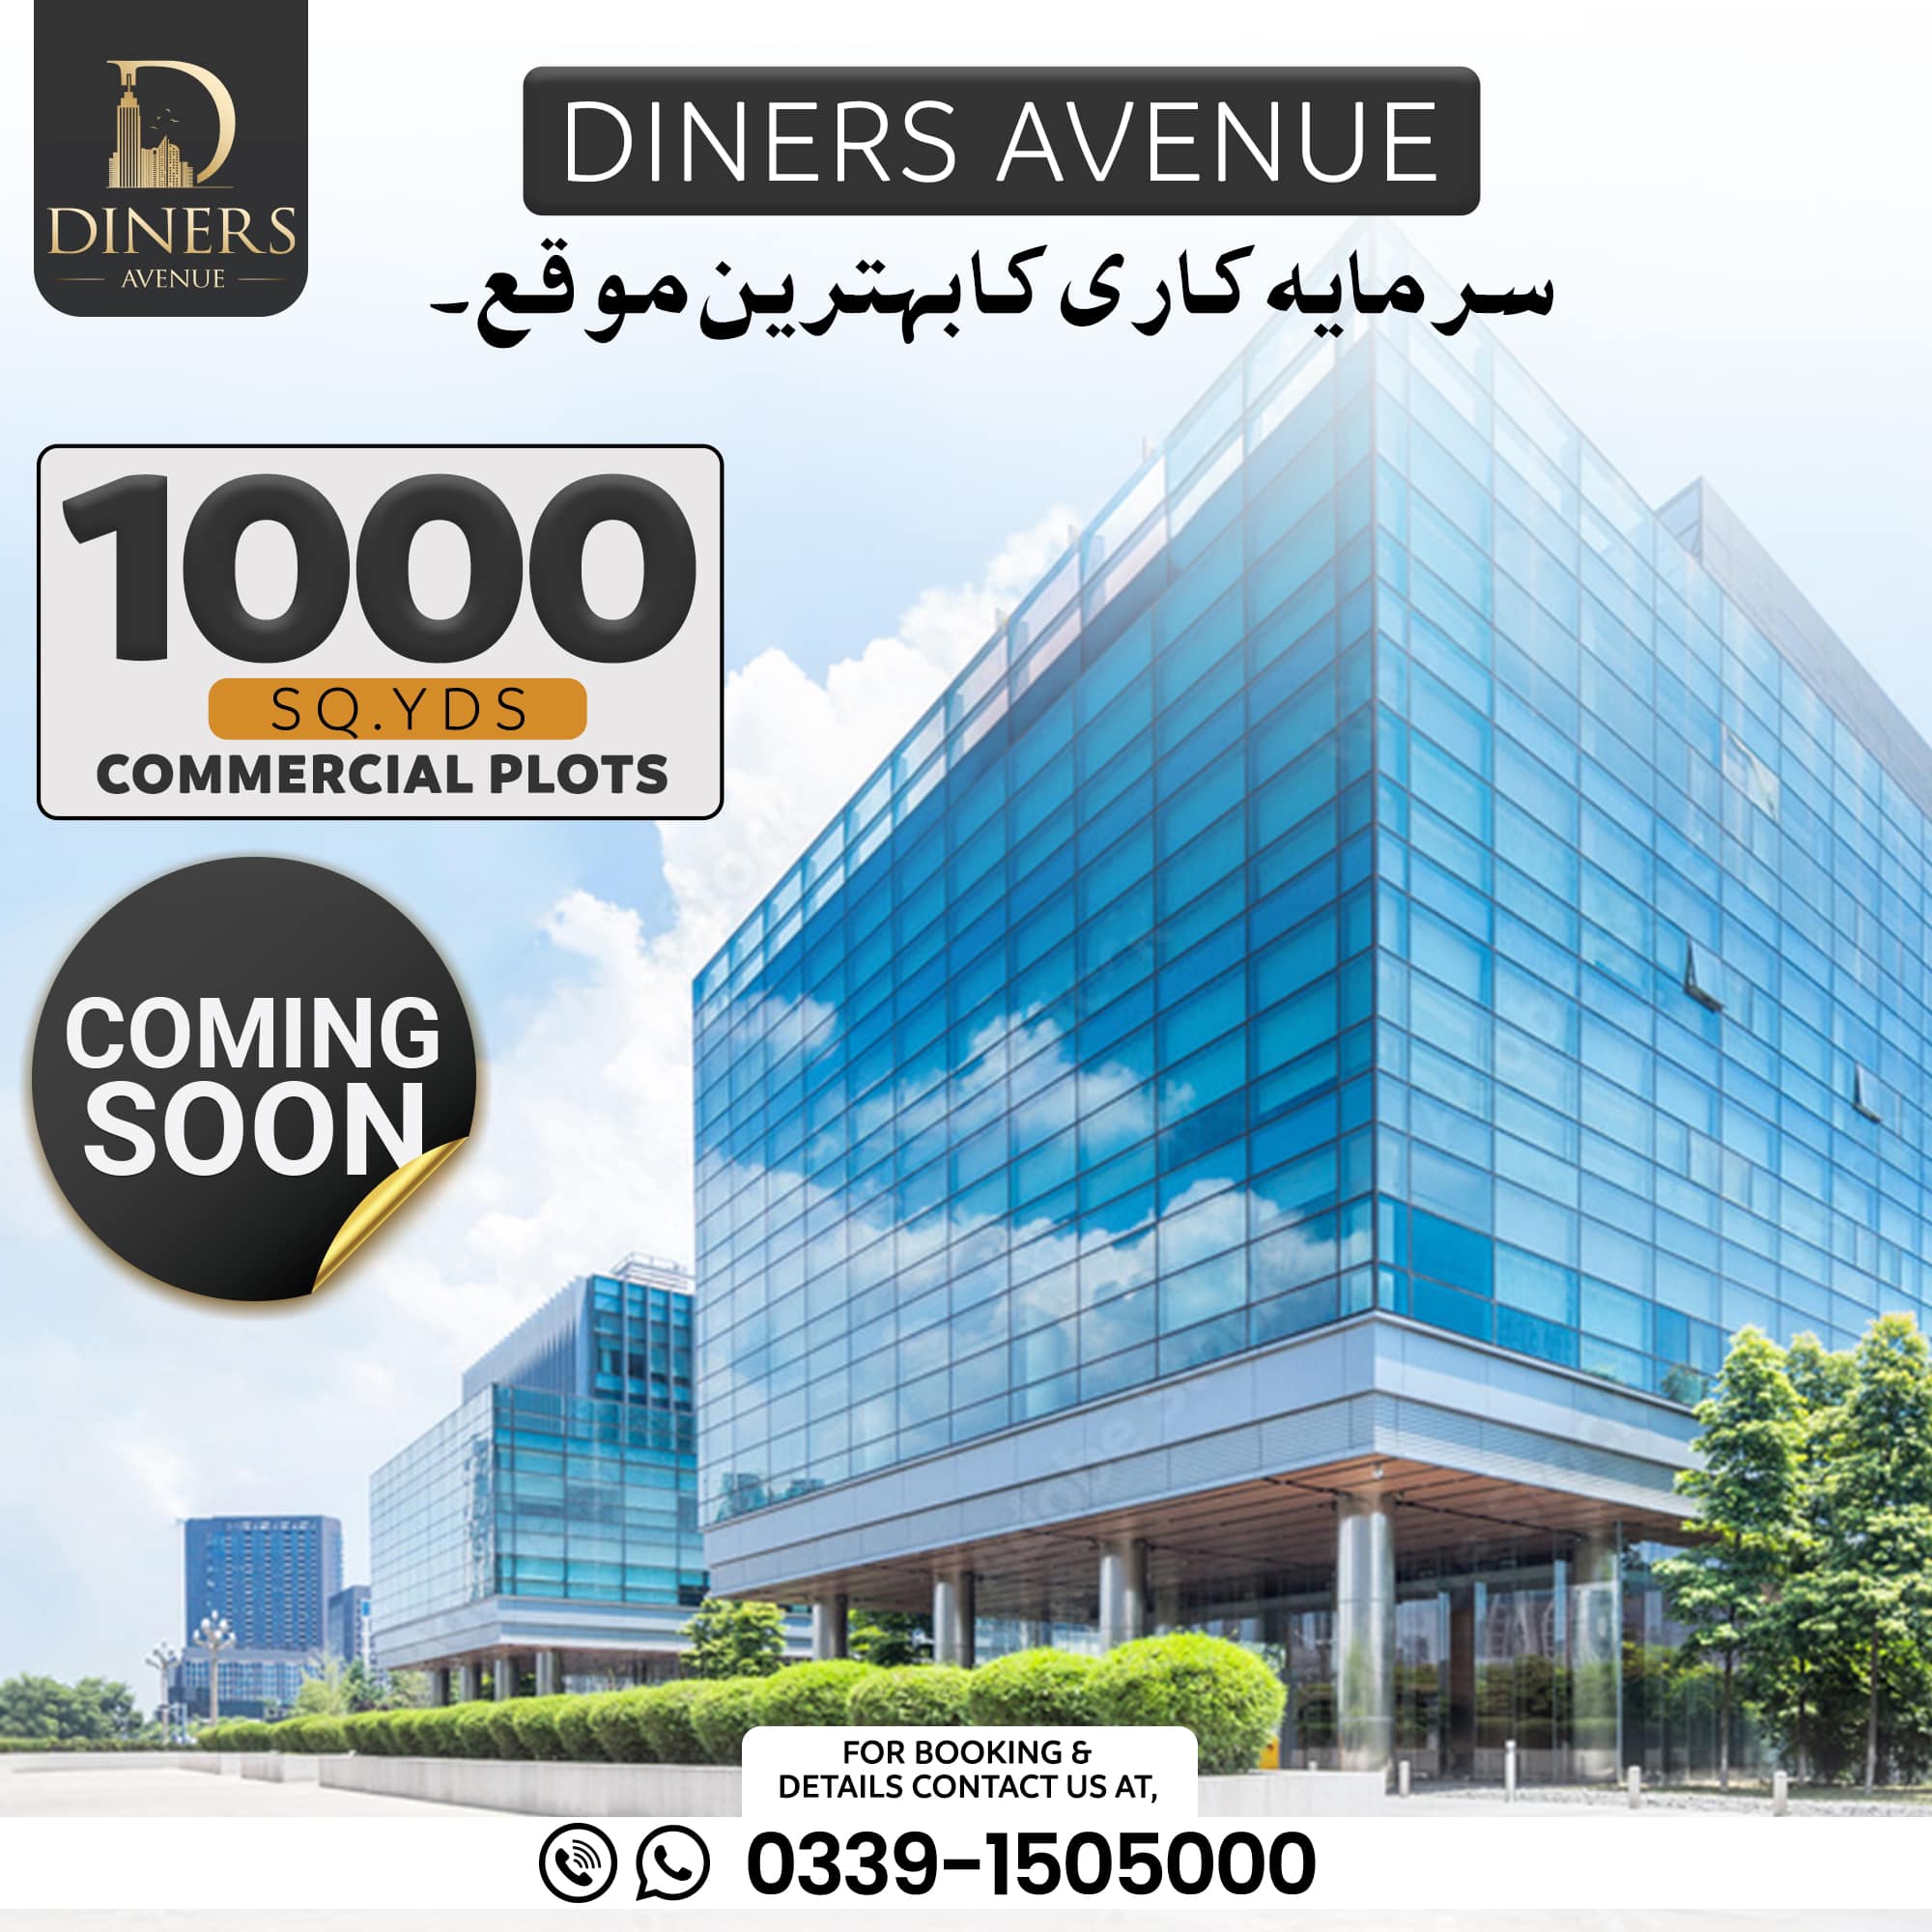 DINERS
AVENUE
DINERS AVENUE
سرمایہ کاری کا بہترین موقع۔
1000
SQ.YDS
COMMERCIAL PLOTS
COMING
SOON
FOR BOOKING &
DETAILS CONTACT US AT,
0339-1505000